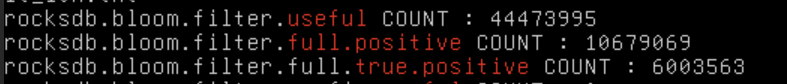 rocksdb.bloom.filter.useful COUNT : 44473995
rocksdb.bloom.filter.full.positive COUNT : 10679069
rocksdb.bloom.filter.full.true.positive COUNT : 6003563